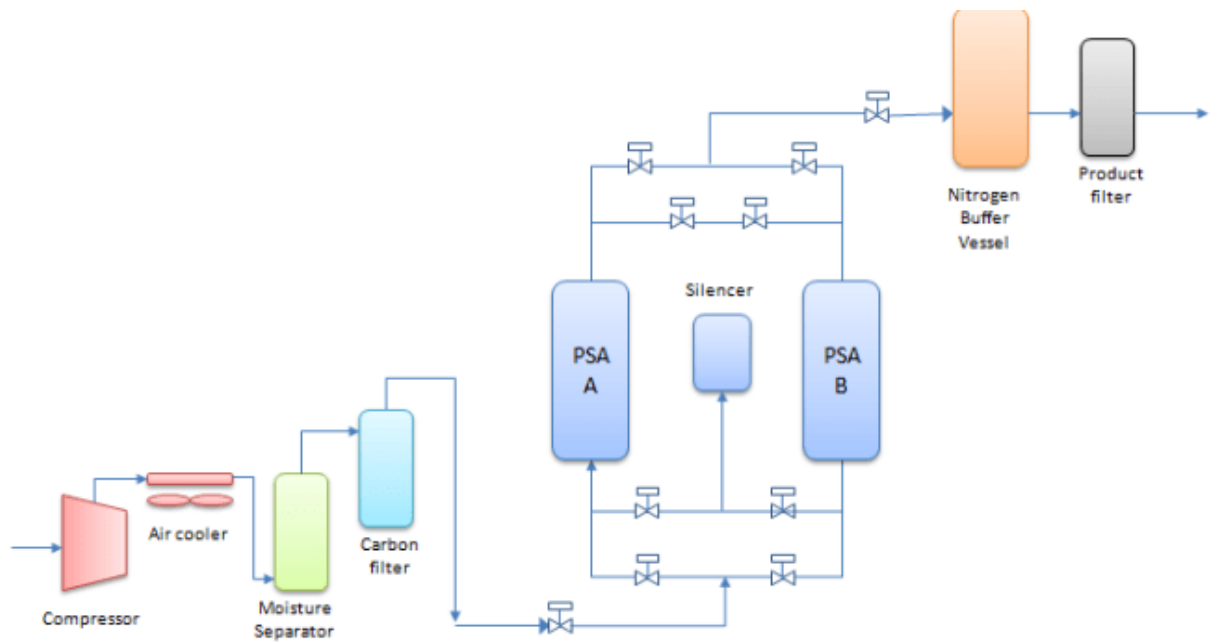 Compressor
Air cooler
Moisture
Separator
Carbon
filter
PSA
A
Silencer
PSA
B
Nitrogen
Buffer
Vessel
Product
filter